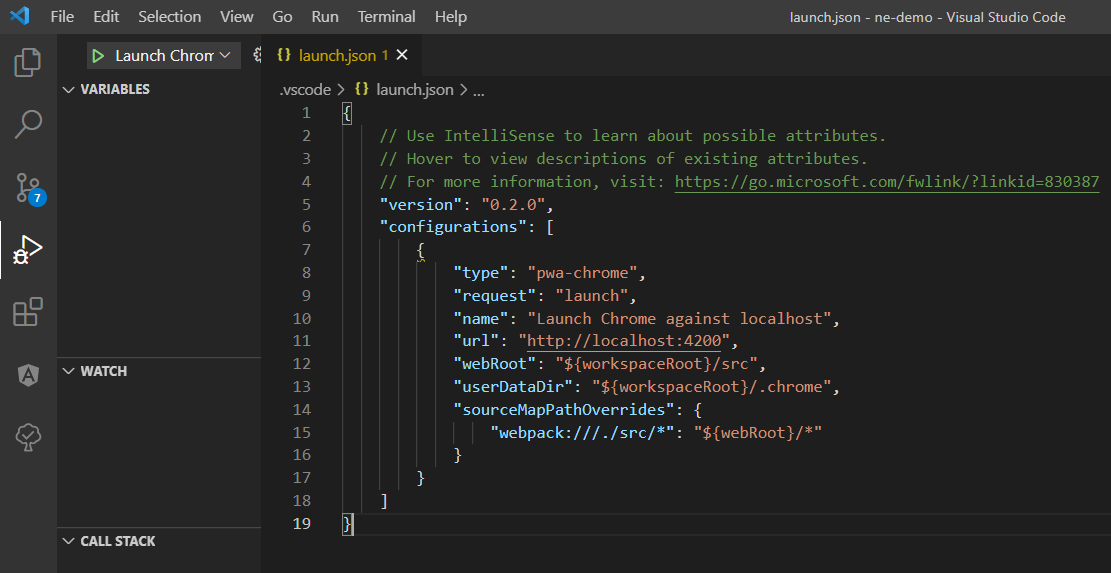 File Edit Selection View Go Run Terminal Help launch.json - ne-demo - Visual Studio Code
Launch Chrom
{} launch.json 1
VARIABLES
.vscode > {} launch.json > ...
1 {
2 // Use IntelliSense to learn about possible attributes.
3 // Hover to view descriptions of existing attributes.
4 // For more information, visit: https://go.microsoft.com/fwlink/?linkid=830387
5 "version": "0.2.0",
6 "configurations": [
7 {
8 "type": "pwa-chrome",
9 "request": "launch",
10 "name": "Launch Chrome against localhost",
11 "url": "http://localhost:4200",
12 "webRoot": "${workspaceRoot}/src",
13 "userDataDir": "${workspaceRoot}/.chrome",
14 "sourceMapPathOverrides": {
15 "webpack:///./src/*": "${webRoot}/*"
16 }
17 }
18 ]
19 }
7
WATCH
CALL STACK